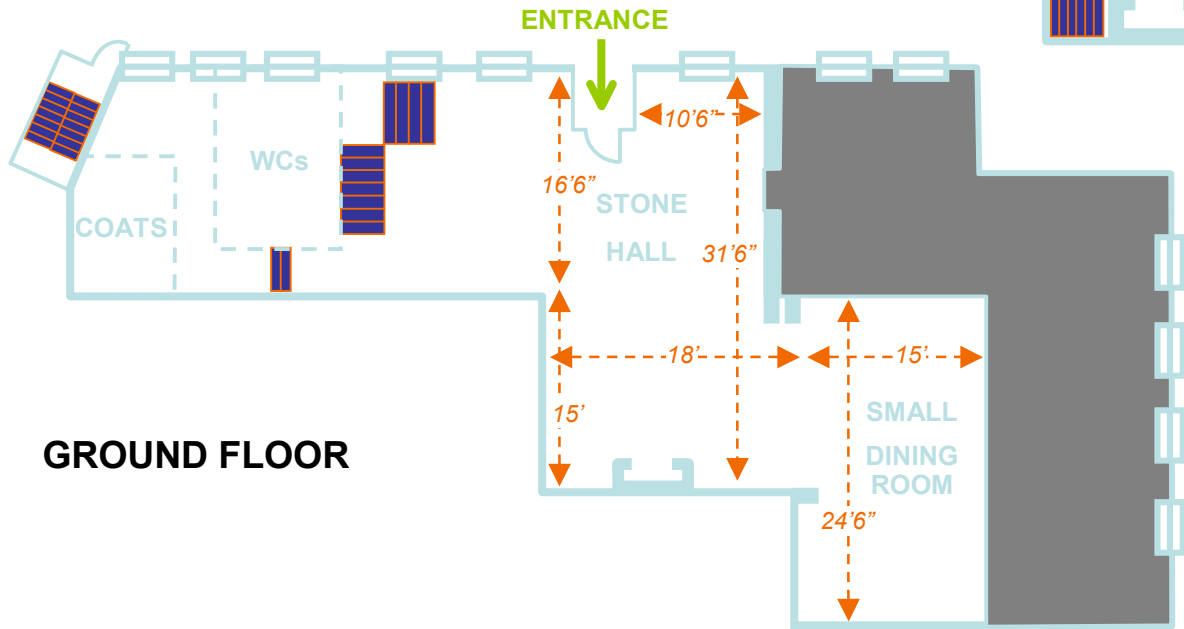 ENTRANCE
10’6”
WCs
16’6”
STONE
COATS
HALL
31’6”
18’
15’
15’
SMALL
GROUND FLOOR
DINING
ROOM
24’6”